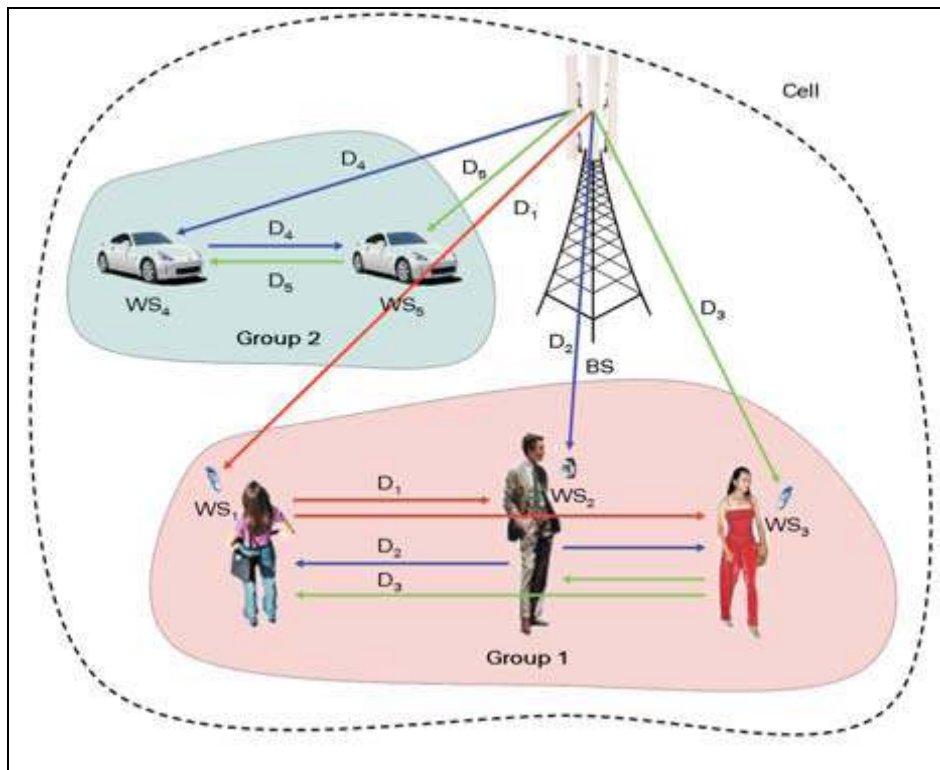 Cell
D₄
D₅
D₁
D₄
D₅
D₃
WS₄
WS₅
Group 2
D₂
BS
D₁
WS₁
WS₂
WS₃
D₂
D₃
Group 1